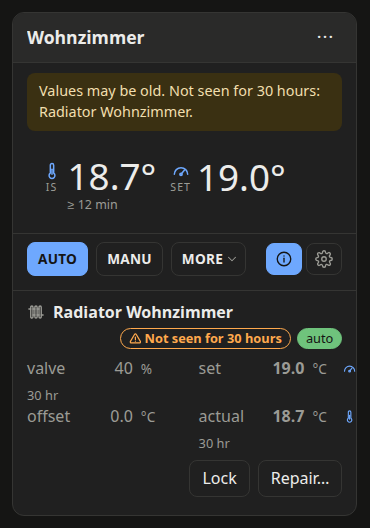 Wohnzimmer ...
Values may be old. Not seen for 30 hours:
Radiator Wohnzimmer.
IS 18.7° SET 19.0°
≥ 12 min
AUTO MANU MORE
Radiator Wohnzimmer
Not seen for 30 hours auto
valve 40 % set 19.0 °C
30 hr
offset 0.0 °C actual 18.7 °C
30 hr
Lock Repair...